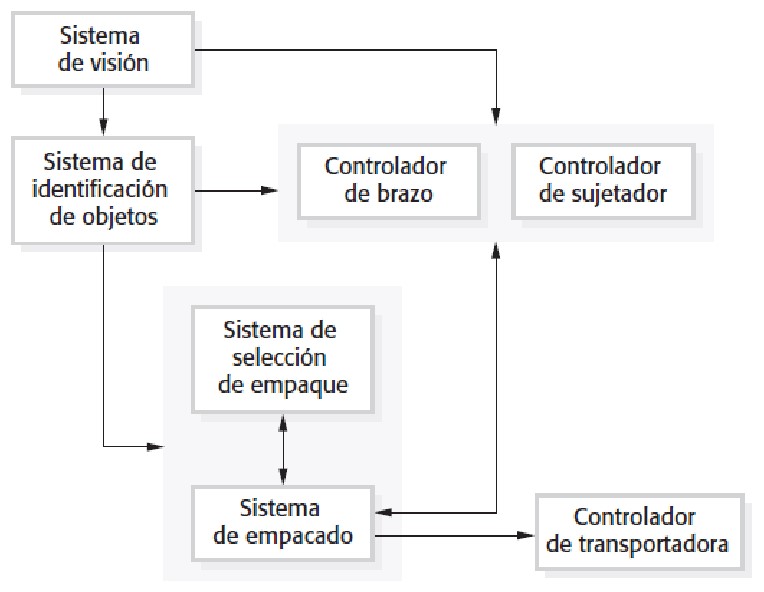 Sistema
de visión
Sistema de
identificación
de objetos
Controlador
de brazo
Controlador
de sujetador
Sistema de
selección
de empaque
Sistema
de empacado
Controlador
de transportadora